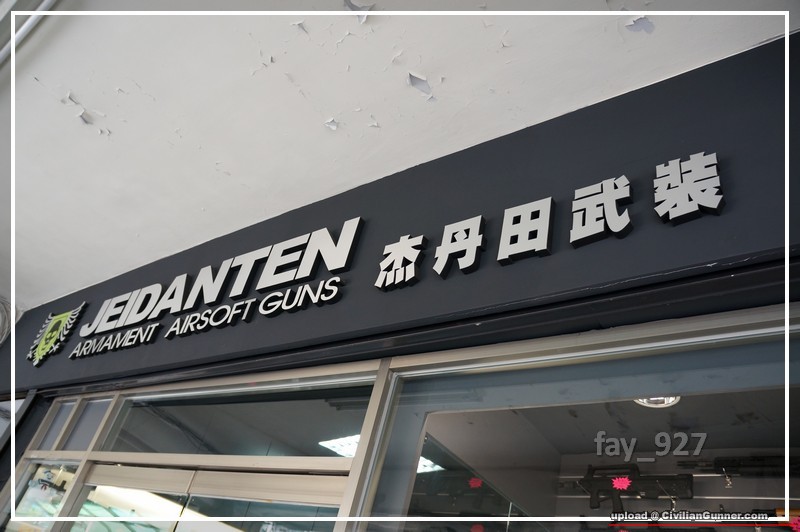 JEIDANTEN 杰丹田武裝
ARMAMENT AIRSOFT GUNS
fay_927
upload @ CivilianGunner.com